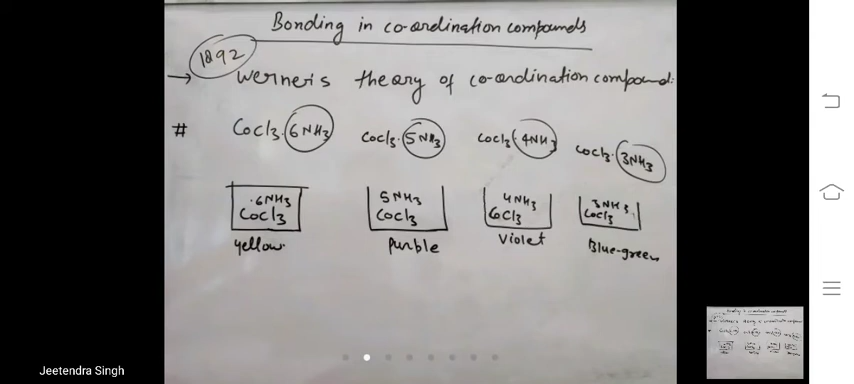 Bonding in co-ordination compounds
1892
→ Werner's theory of co-ordination compound:
# CoCl3.6NH3 CoCl3.5NH3 CoCl3.4NH3 CoCl3.3NH3
.6NH3 5NH3 4NH3 3NH3.
CoCl3 CoCl3 CoCl3 CoCl3
Yellow. Purble Violet Blue-green
Jeetendra Singh